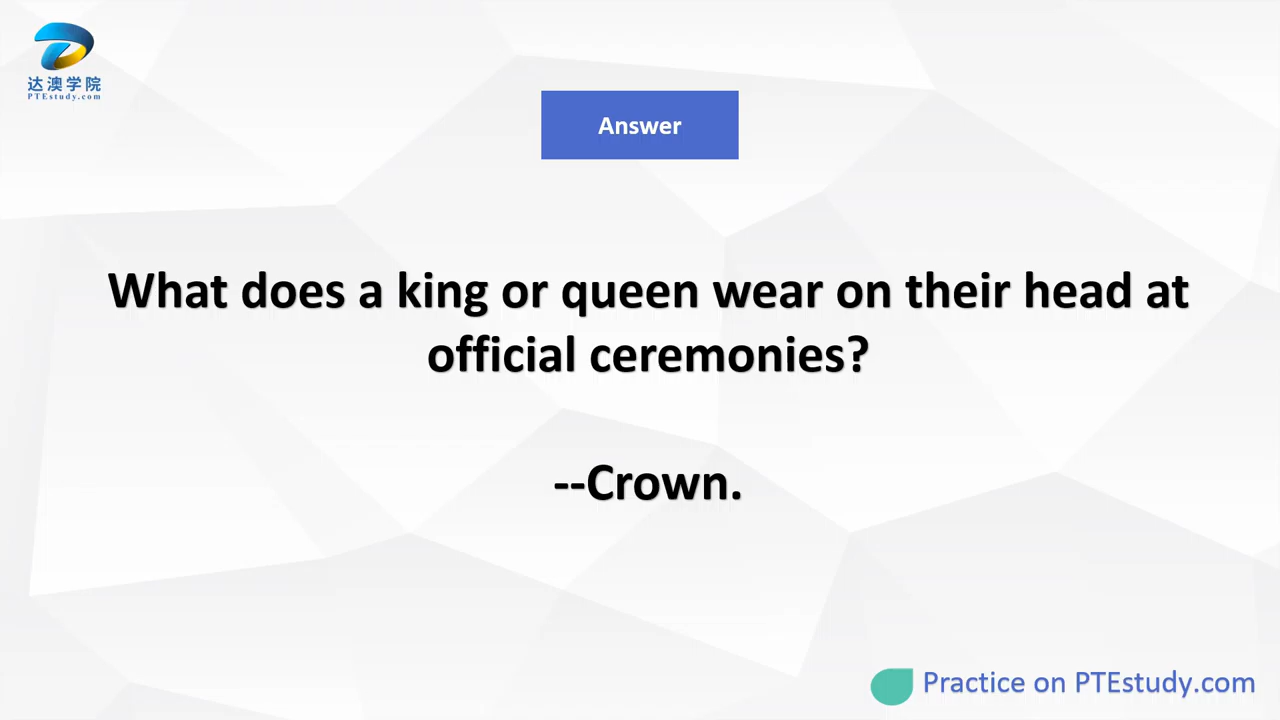 达澳学院
PTEstudy.com
Answer
What does a king or queen wear on their head at
official ceremonies?
--Crown.
Practice on PTEstudy.com